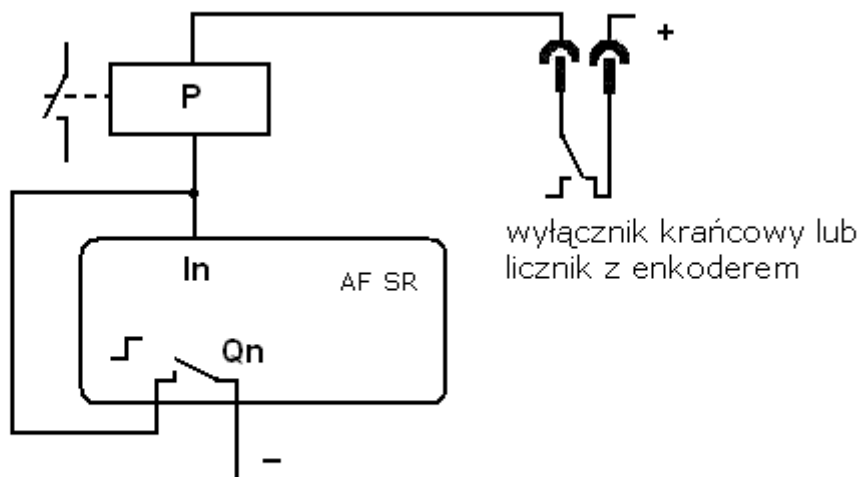 +
P
wyłącznik krańcowy lub
licznik z enkoderem
In
AF SR
Qn
–